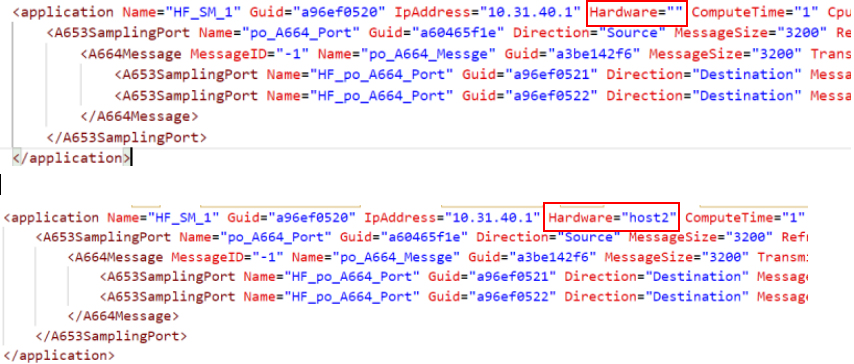 <application Name="HF_SM_1" Guid="a96ef0520" IpAddress="10.31.40.1" Hardware="" ComputeTime="1" Cpu
<A653SamplingPort Name="po_A664_Port" Guid="a60465f1e" Direction="Source" MessageSize="3200" Re
<A664Message MessageID="-1" Name="po_A664_Messge" Guid="a3be142f6" MessageSize="3200" Trans
<A653SamplingPort Name="HF_po_A664_Port" Guid="a96ef0521" Direction="Destination" Messa
<A653SamplingPort Name="HF_po_A664_Port" Guid="a96ef0522" Direction="Destination" Messa
</A664Message>
</A653SamplingPort>
</application>
<application Name="HF_SM_1" Guid="a96ef0520" IpAddress="10.31.40.1" Hardware="host2" ComputeTime="1"
<A653SamplingPort Name="po_A664_Port" Guid="a60465f1e" Direction="Source" MessageSize="3200" Refr
<A664Message MessageID="-1" Name="po_A664_Messge" Guid="a3be142f6" MessageSize="3200" Transmi
<A653SamplingPort Name="HF_po_A664_Port" Guid="a96ef0521" Direction="Destination" Message
<A653SamplingPort Name="HF_po_A664_Port" Guid="a96ef0522" Direction="Destination" Message
</A664Message>
</A653SamplingPort>
</application>